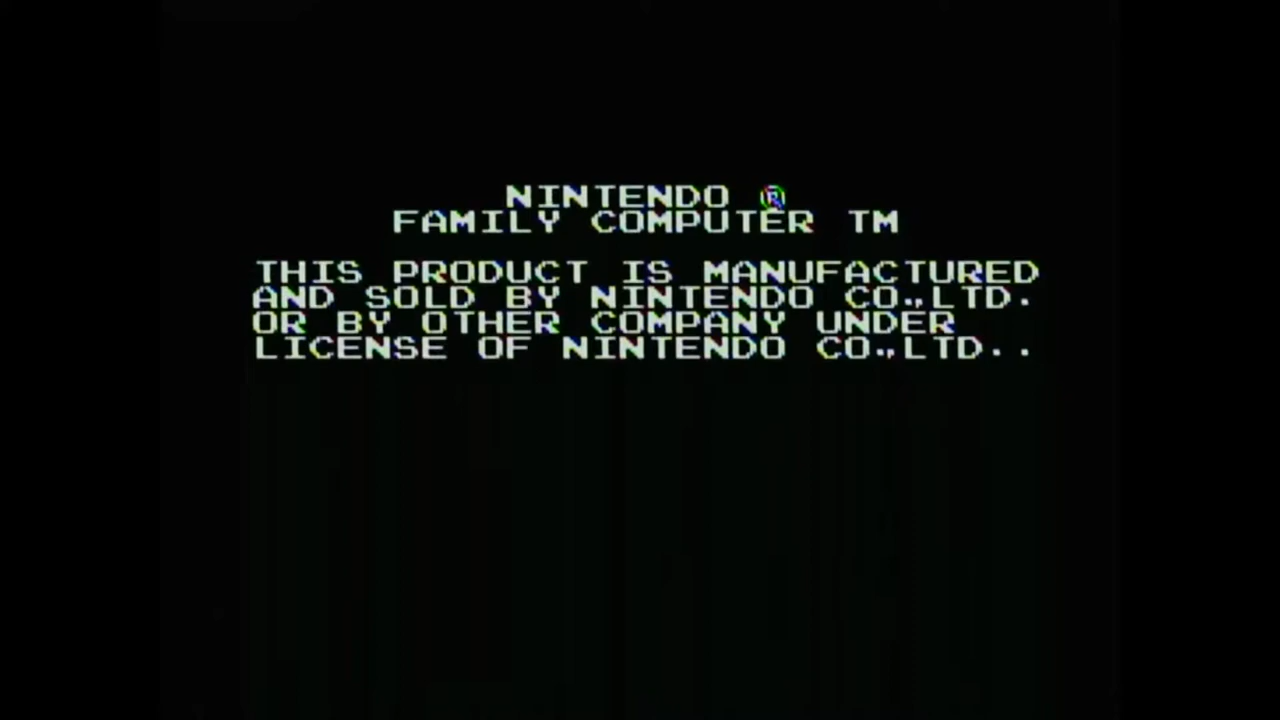 NINTENDO ®
FAMILY COMPUTER TM
THIS PRODUCT IS MANUFACTURED
AND SOLD BY NINTENDO CO.,LTD.
OR BY OTHER COMPANY UNDER
LICENSE OF NINTENDO CO.,LTD..